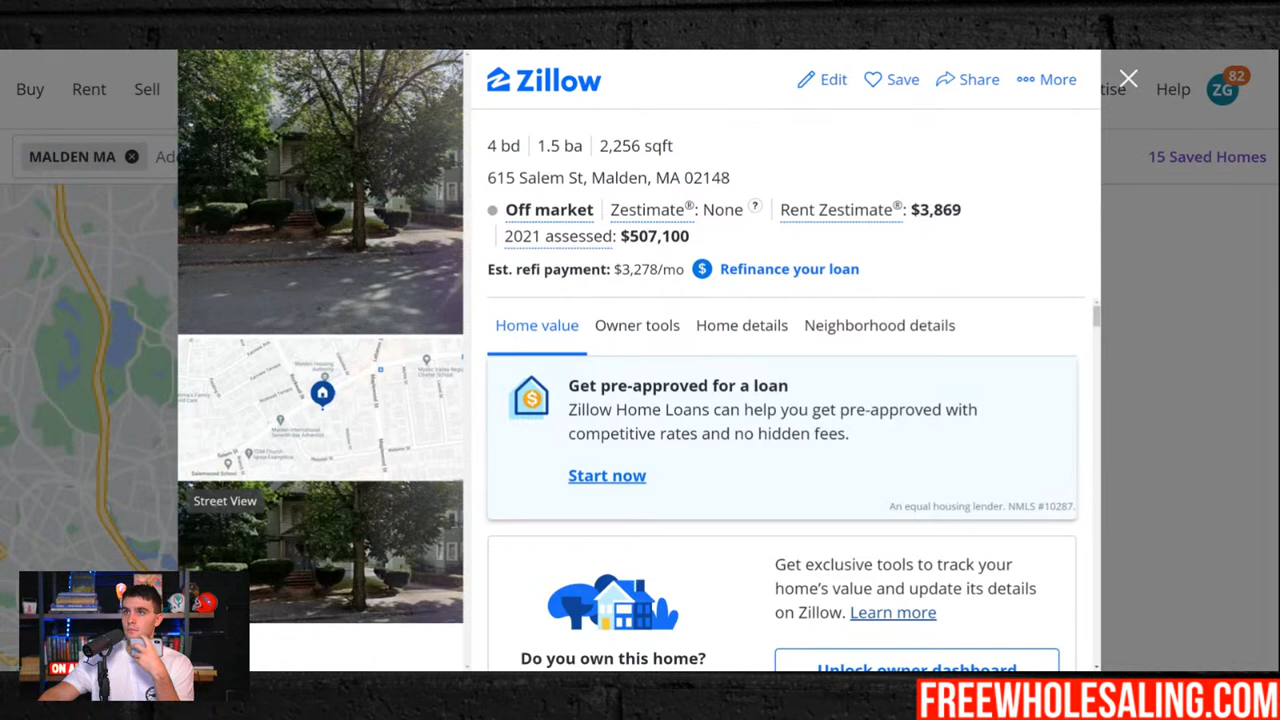 Buy Rent Sell
MALDEN MA
Street View
Zillow
Edit Save Share More
tise Help ZG 82
15 Saved Homes
4 bd 1.5 ba 2,256 sqft
615 Salem St, Malden, MA 02148
Off market Zestimate®: None ? Rent Zestimate®: $3,869
2021 assessed: $507,100
Est. refi payment: $3,278/mo $ Refinance your loan
Home value Owner tools Home details Neighborhood details
Get pre-approved for a loan
Zillow Home Loans can help you get pre-approved with
competitive rates and no hidden fees.
Start now
An equal housing lender. NMLS #10287.
Do you own this home?
Get exclusive tools to track your
home's value and update its details
on Zillow. Learn more
Unlock owner dashboard
FREEWHOLESALING.COM